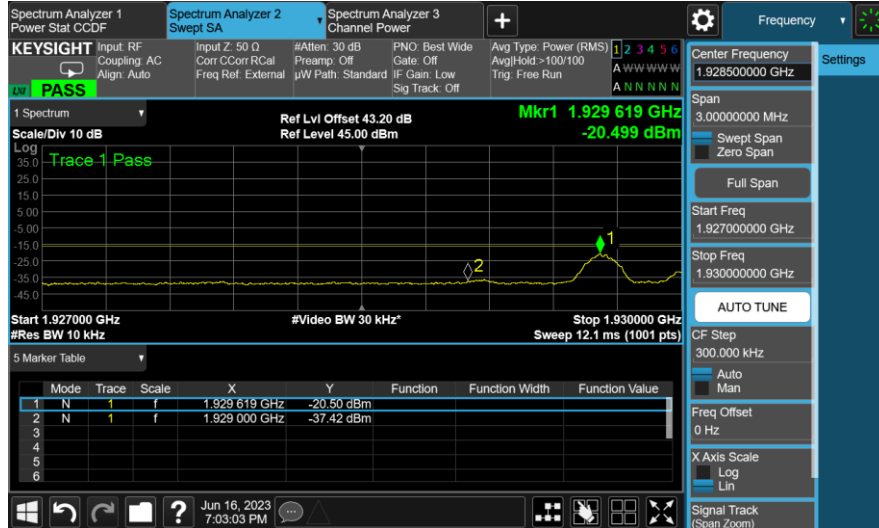 Spectrum Analyzer 1
Power Stat CCDF
Spectrum Analyzer 2
Swept SA
Spectrum Analyzer 3
Channel Power
Frequency
KEYSIGHT
Input: RF
Coupling: AC
Align: Auto
Input Z: 50 Ω
Corr CCorr RCal
Freq Ref: External
#Atten: 30 dB
Preamp: Off
µW Path: Standard
PNO: Best Wide
Gate: Off
IF Gain: Low
Sig Track: Off
Avg Type: Power (RMS)
Avg|Hold:>100/100
Trig: Free Run
1 2 3 4 5 6
A W W W W W
A N N N N N
LXI
PASS
1 Spectrum
Scale/Div 10 dB
Ref Lvl Offset 43.20 dB
Ref Level 45.00 dBm
Mkr1 1.929 619 GHz
-20.499 dBm
Log
Trace 1 Pass
35.0
25.0
15.0
5.00
-5.00
-15.0
-25.0
-35.0
-45.0
1
2
Start 1.927000 GHz
#Res BW 10 kHz
#Video BW 30 kHz*
Stop 1.930000 GHz
Sweep 12.1 ms (1001 pts)
5 Marker Table
Mode Trace Scale X Y Function Function Width Function Value
1 N 1 f 1.929 619 GHz -20.50 dBm
2 N 1 f 1.929 000 GHz -37.42 dBm
3
4
5
6
Jun 16, 2023
7:03:03 PM
Settings
Center Frequency
1.928500000 GHz
Span
3.00000000 MHz
Swept Span
Zero Span
Full Span
Start Freq
1.927000000 GHz
Stop Freq
1.930000000 GHz
AUTO TUNE
CF Step
300.000 kHz
Auto
Man
Freq Offset
0 Hz
X Axis Scale
Log
Lin
Signal Track
(Span Zoom)